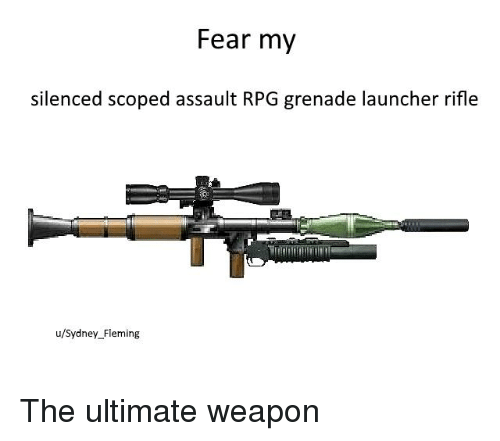 Fear my
silenced scoped assault RPG grenade launcher rifle
u/Sydney_Fleming
The ultimate weapon